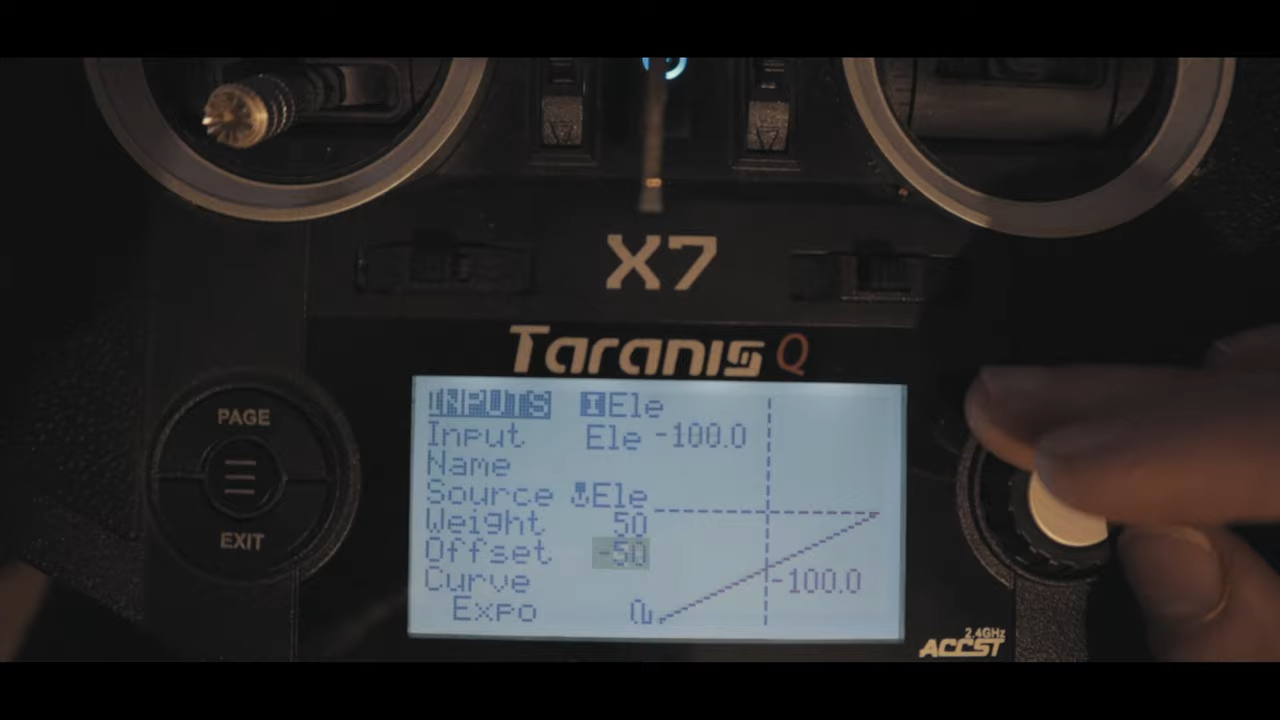 X7
Taranis Q
INPUTS IEle
Input Ele -100.0
Name
Source Ele
Weight 50
Offset -50
Curve
-100.0
Expo 0
PAGE
EXIT
2.4GHz
ACCST